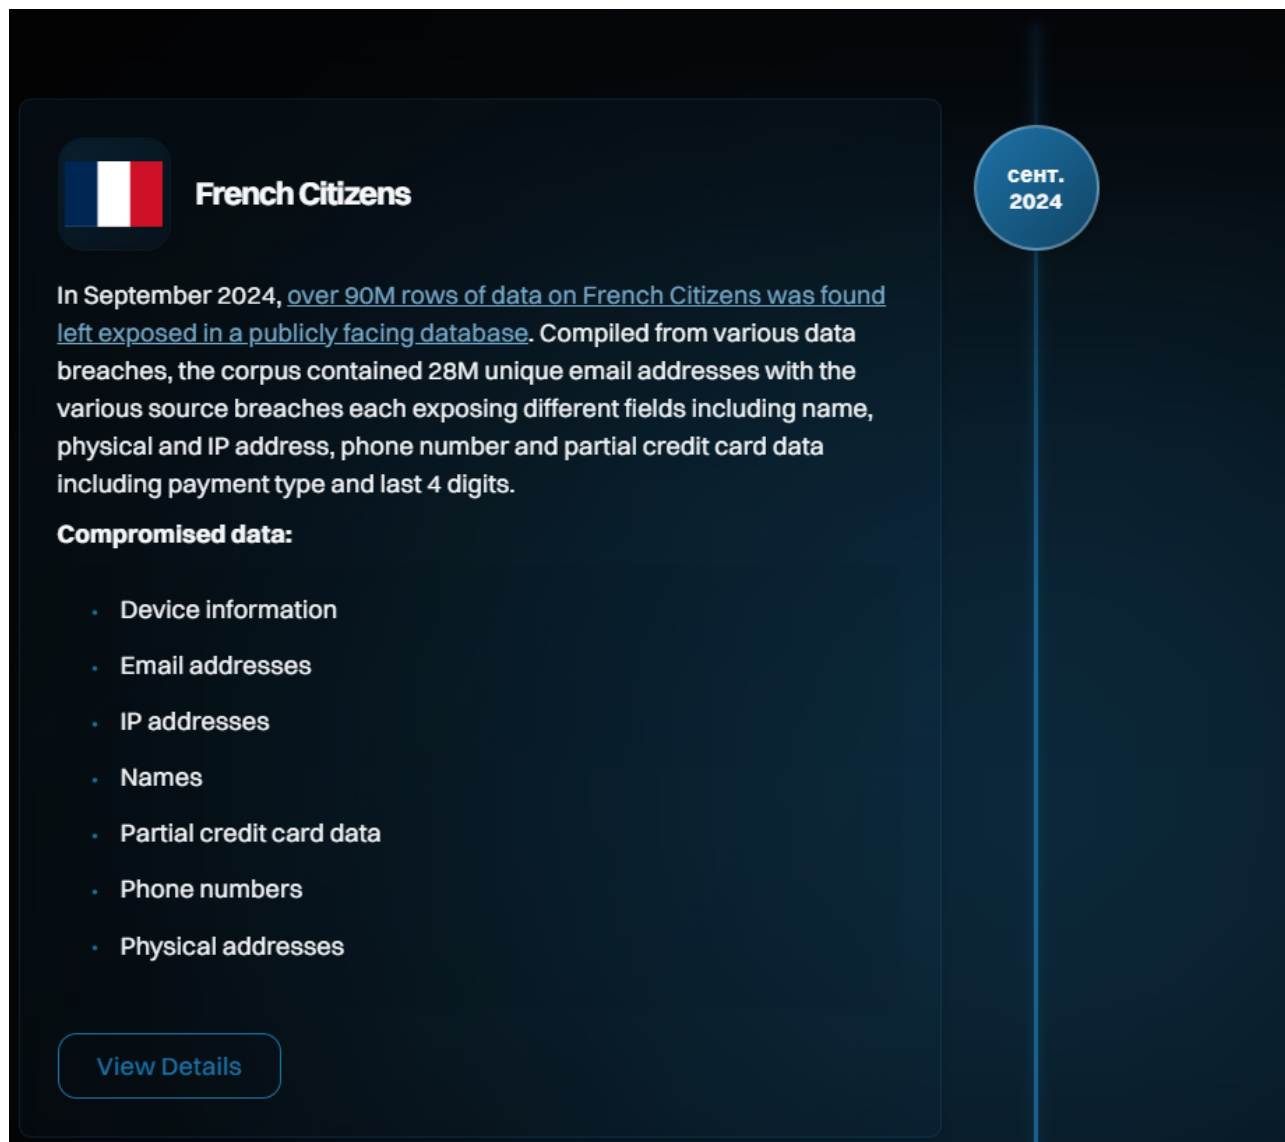 French Citizens
сент.
2024
In September 2024, over 90M rows of data on French Citizens was found
left exposed in a publicly facing database. Compiled from various data
breaches, the corpus contained 28M unique email addresses with the
various source breaches each exposing different fields including name,
physical and IP address, phone number and partial credit card data
including payment type and last 4 digits.
Compromised data:
• Device information
• Email addresses
• IP addresses
• Names
• Partial credit card data
• Phone numbers
• Physical addresses
View Details